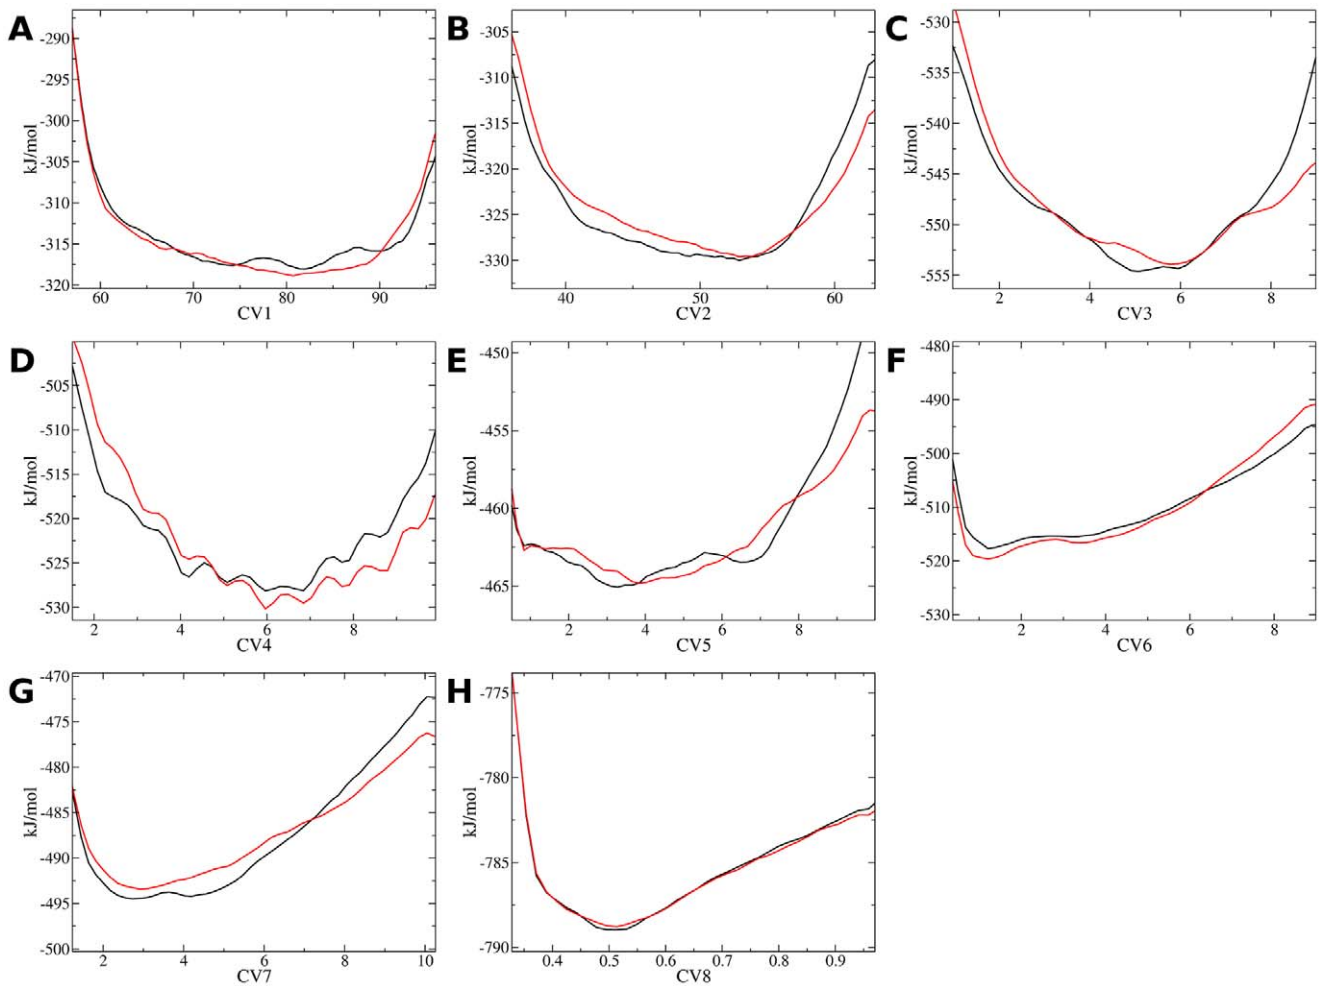 A
-290
-295
-300
-305
-310
-315
-320
kJ/mol
60 70 80 90
CV1
B
-305
-310
-315
-320
-325
-330
kJ/mol
40 50 60
CV2
C
-530
-535
-540
-545
-550
-555
kJ/mol
2 4 6 8
CV3
D
-505
-510
-515
-520
-525
-530
kJ/mol
2 4 6 8
CV4
E
-450
-455
-460
-465
kJ/mol
2 4 6 8
CV5
F
-480
-490
-500
-510
-520
-530
kJ/mol
2 4 6 8
CV6
G
-470
-475
-480
-485
-490
-495
-500
kJ/mol
2 4 6 8 10
CV7
H
-775
-780
-785
-790
kJ/mol
0.4 0.5 0.6 0.7 0.8 0.9
CV8